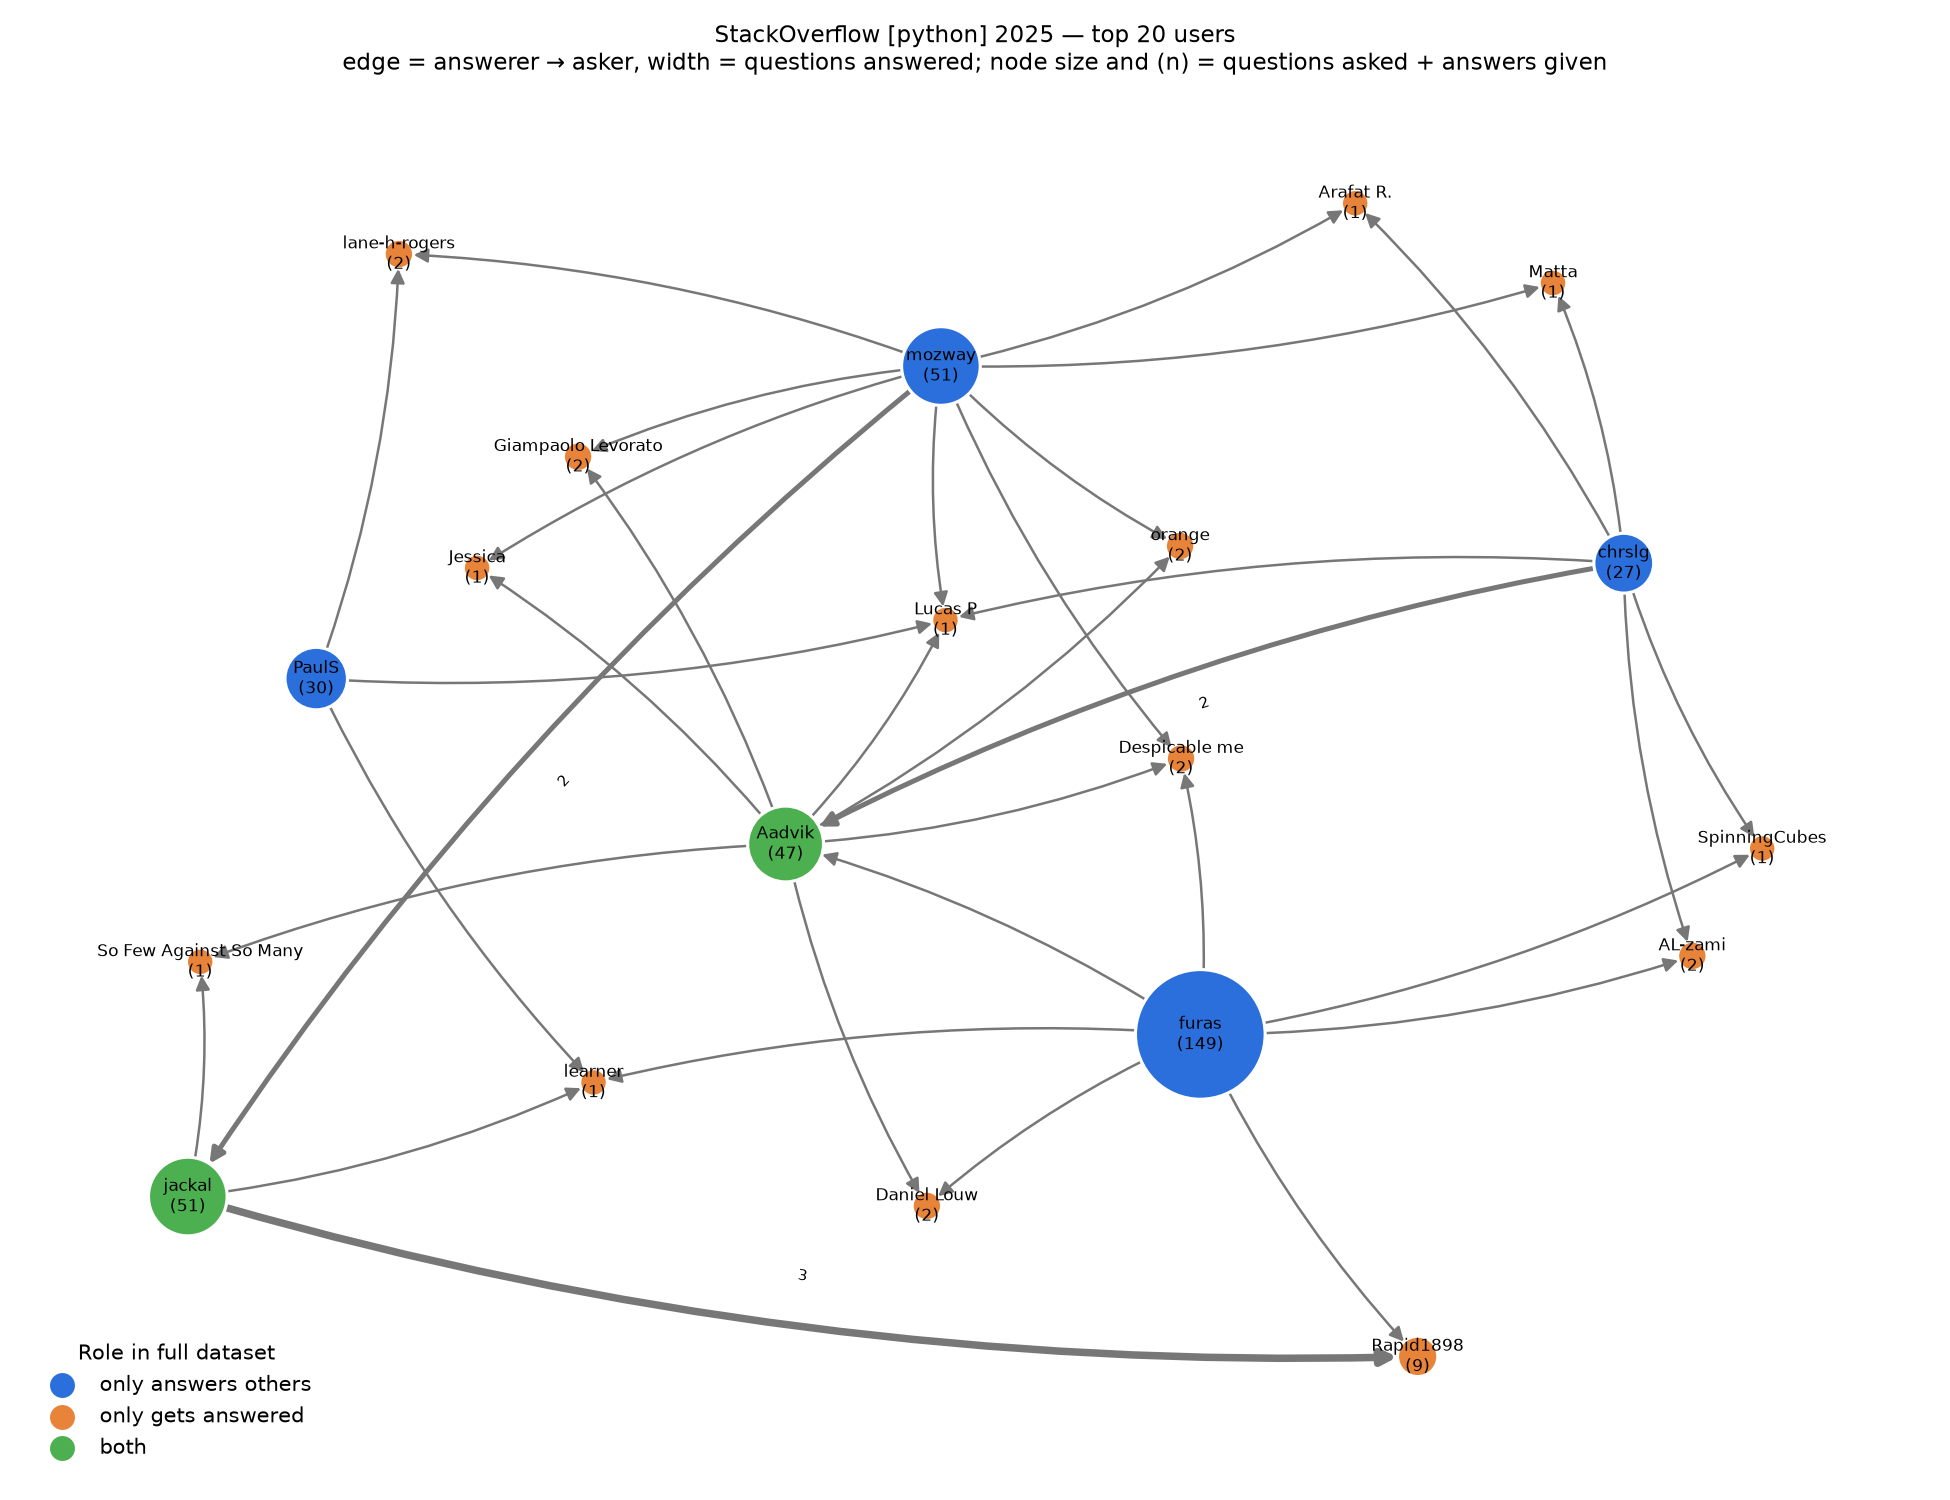 StackOverflow [python] 2025 — top 20 users
edge = answerer → asker, width = questions answered; node size and (n) = questions asked + answers given
Arafat R.
(1)
lane-h-rogers
(2)
Matta
(1)
mozway
(51)
Giampaolo Levorato
(2)
orange
(2)
Jessica
(1)
chrslg
(27)
Lucas P
(1)
PaulS
(30)
2
Despicable me
(2)
2
Aadvik
(47)
SpinningCubes
(1)
So Few Against So Many
(1)
AL-zami
(2)
furas
(149)
learner
(1)
jackal
(51)
Daniel Louw
(2)
3
Rapid1898
(9)
Role in full dataset
only answers others
only gets answered
both